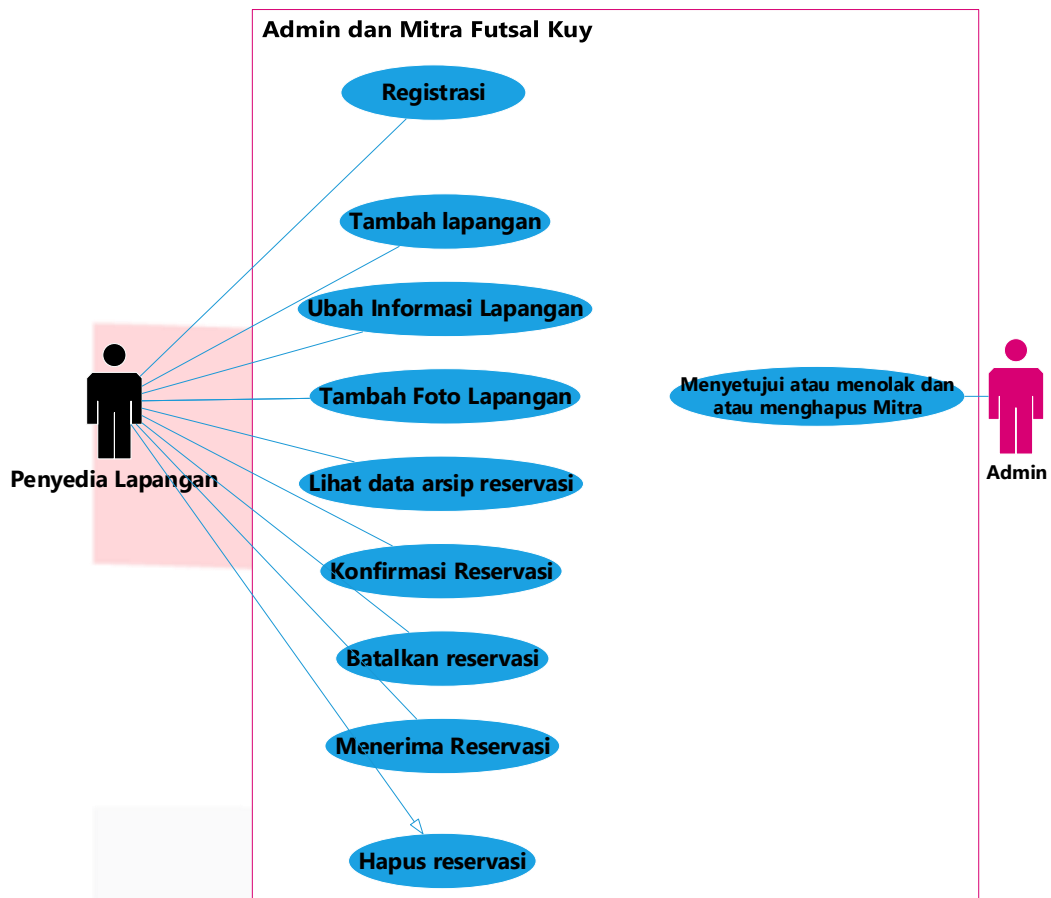 Admin dan Mitra Futsal Kuy
Registrasi
Tambah lapangan
Ubah Informasi Lapangan
Tambah Foto Lapangan
Lihat data arsip reservasi
Konfirmasi Reservasi
Batalkan reservasi
Menerima Reservasi
Hapus reservasi
Penyedia Lapangan
Menyetujui atau menolak dan
atau menghapus Mitra
Admin